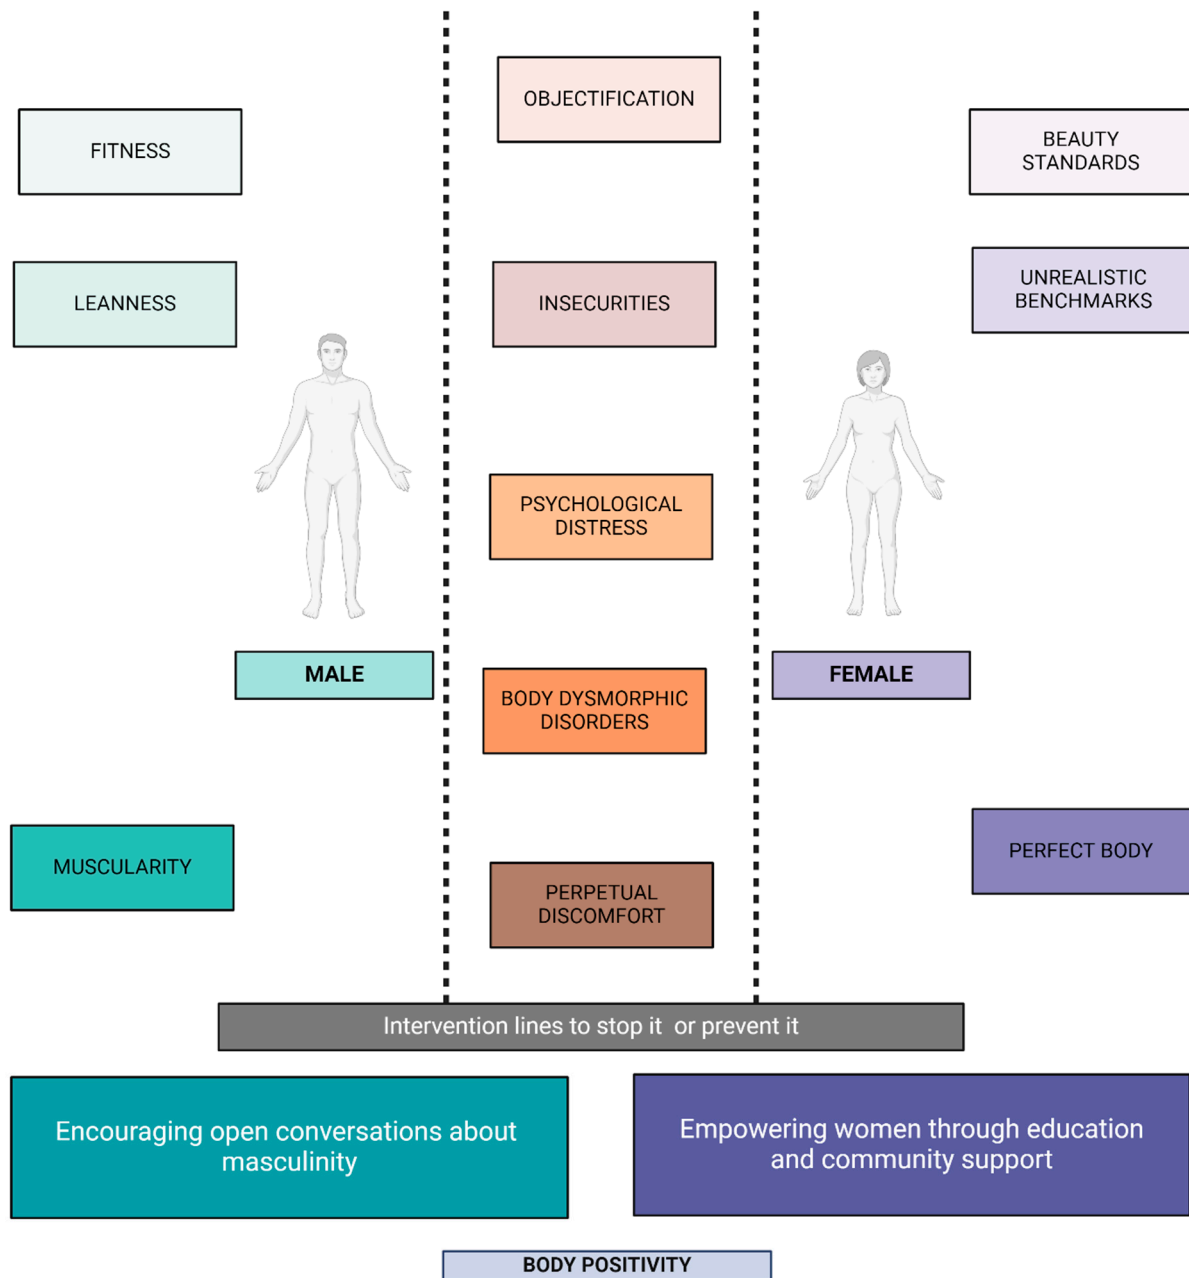 OBJECTIFICATION
FITNESS
BEAUTY
STANDARDS
LEANNESS
INSECURITIES
UNREALISTIC
BENCHMARKS
PSYCHOLOGICAL
DISTRESS
MALE
BODY DYSMORPHIC
DISORDERS
FEMALE
MUSCULARITY
PERPETUAL
DISCOMFORT
PERFECT BODY
Intervention lines to stop it  or prevent it
Encouraging open conversations about
masculinity
Empowering women through education
and community support
BODY POSITIVITY